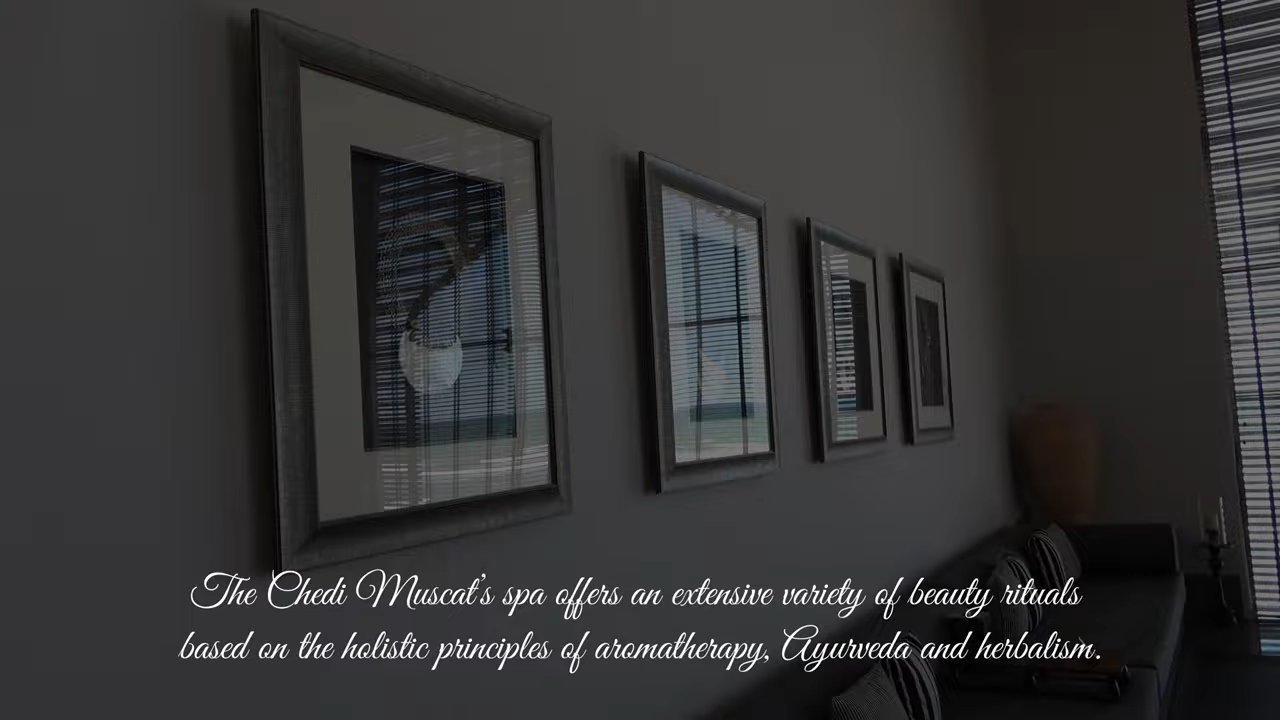 The Chedi Muscat's spa offers an extensive variety of beauty rituals
based on the holistic principles of aromatherapy, Ayurveda and herbalism.